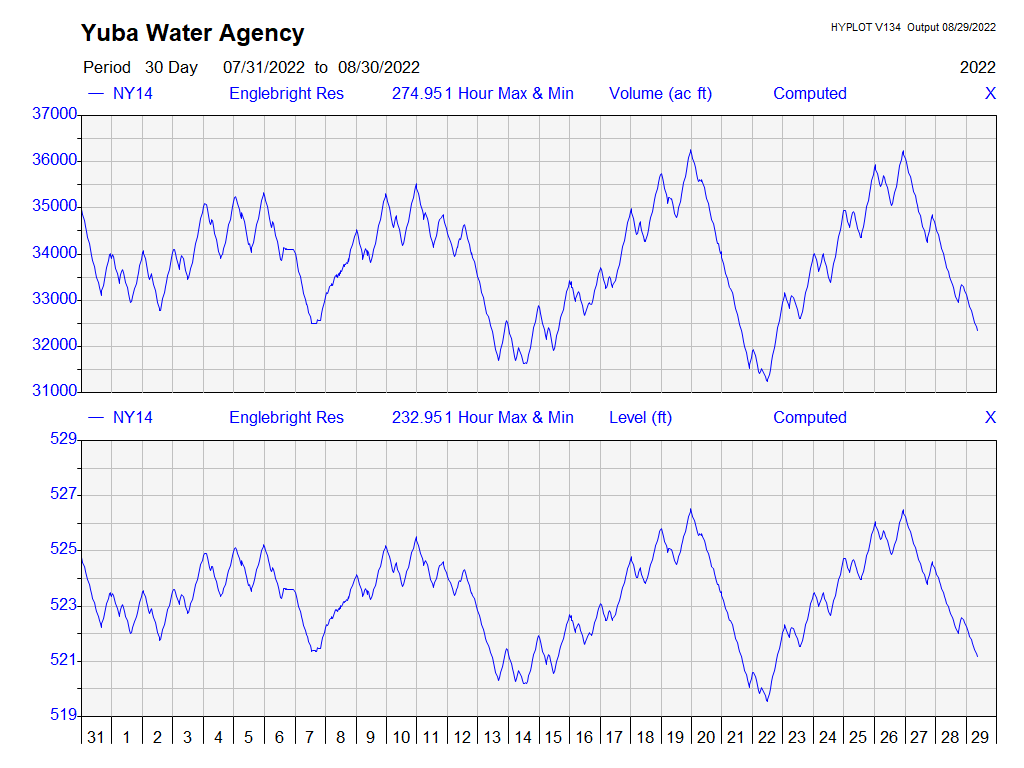 Yuba Water Agency
HYPLOT V134 Output 08/29/2022
Period 30 Day 07/31/2022 to 08/30/2022 2022
NY14 Englebright Res 274.951 Hour Max & Min Volume (ac ft) Computed X
37000
36000
35000
34000
33000
32000
31000
NY14 Englebright Res 232.951 Hour Max & Min Level (ft) Computed X
529
527
525
523
521
519
31 1 2 3 4 5 6 7 8 9 10 11 12 13 14 15 16 17 18 19 20 21 22 23 24 25 26 27 28 29